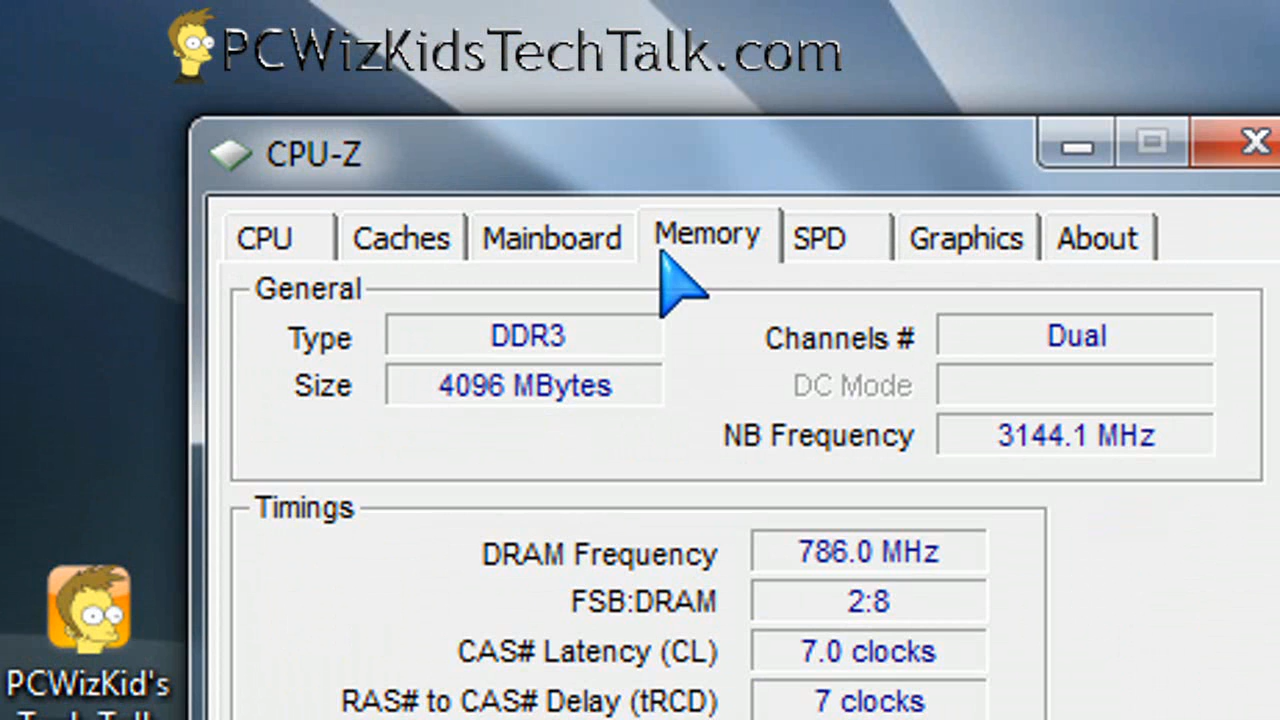 PCWizKidsTechTalk.com
CPU-Z
CPU Caches Mainboard Memory SPD Graphics About
General
Type DDR3 Channels # Dual
Size 4096 MBytes DC Mode
NB Frequency 3144.1 MHz
Timings
DRAM Frequency 786.0 MHz
FSB:DRAM 2:8
CAS# Latency (CL) 7.0 clocks
RAS# to CAS# Delay (tRCD) 7 clocks
PCWizKid's